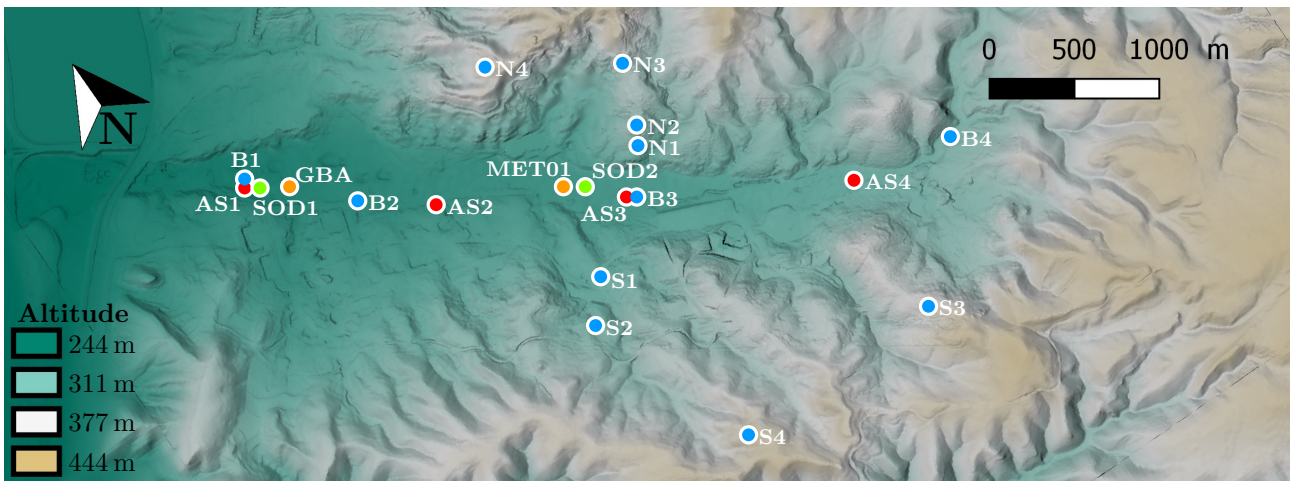 0 500 1000 m
N4
N3
N
N2
N1
B4
B1
GBA
MET01
SOD2
AS4
AS1
SOD1
B2
AS2
AS3
B3
S1
S3
S2
Altitude
244 m
311 m
377 m
444 m
S4